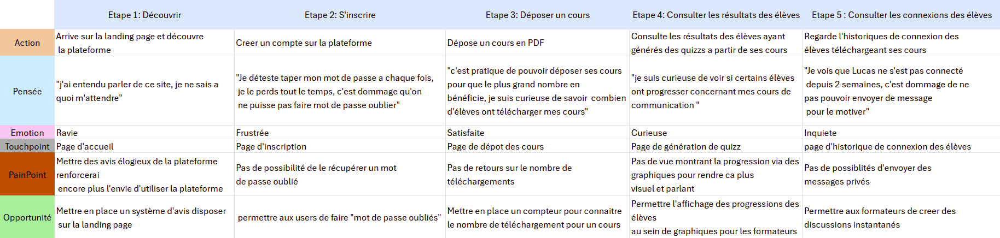 Etape 1: Découvrir
Etape 2: S'inscrire
Etape 3: Déposer un cours
Etape 4: Consulter les résultats des élèves
Etape 5 : Consulter les connexions des élèves
Action
Arrive sur la landing page et découvre
la plateforme
Creer un compte sur la plateforme
Dépose un cours en PDF
Consulte les résultats des élèves ayant
générés des quizzs a partir de ses cours
Regarde l'historiques de connexion des
élèves téléchargeant ses cours
Pensée
"j'ai entendu parler de ce site, je ne sais a
quoi m'attendre"
"Je déteste taper mon mot de passe a chaque fois,
je le perds tout le temps, c'est dommage qu'on
ne puisse pas faire mot de passe oublier"
"c'est pratique de pouvoir déposer ses cours
pour que le plus grand nombre en
bénéficie, je suis curieuse de savoir combien
d'élèves ont télécharger mes cours"
"je suis curieuse de voir si certains élèves
ont progresser concernant mes cours de
communication "
"Je vois que Lucas ne s'est pas connecté
depuis 2 semaines, c'est dommage de ne
pas pouvoir envoyer de message
pour le motiver"
Emotion
Ravie
Frustrée
Satisfaite
Curieuse
Inquiete
Touchpoint
Page d'accueil
Page d'inscription
Page de dépot des cours
Page de génération de quizz
page d'historique de connexion des élèves
PainPoint
Mettre des avis élogieux de la plateforme
renforcerai
encore plus l'envie d'utiliser la plateforme
Pas de possibilité de le récupérer un mot
de passe oublié
Pas de retours sur le nombre de
téléchargements
Pas de vue montrant la progression via des
graphiques pour rendre ca plus
visuel et parlant
Pas de possiblités d'envoyer des
messages privés
Opportunité
Mettre en place un système d'avis disposer
sur la landing page
permettre aux users de faire "mot de passe oubliés"
Mettre en place un compteur pour connaitre
le nombre de téléchargement pour un cours
Permettre l'affichage des progressions des
élèves
au sein de graphiques pour les formateurs
Permettre aux formateurs de creer des
discussions instantanés